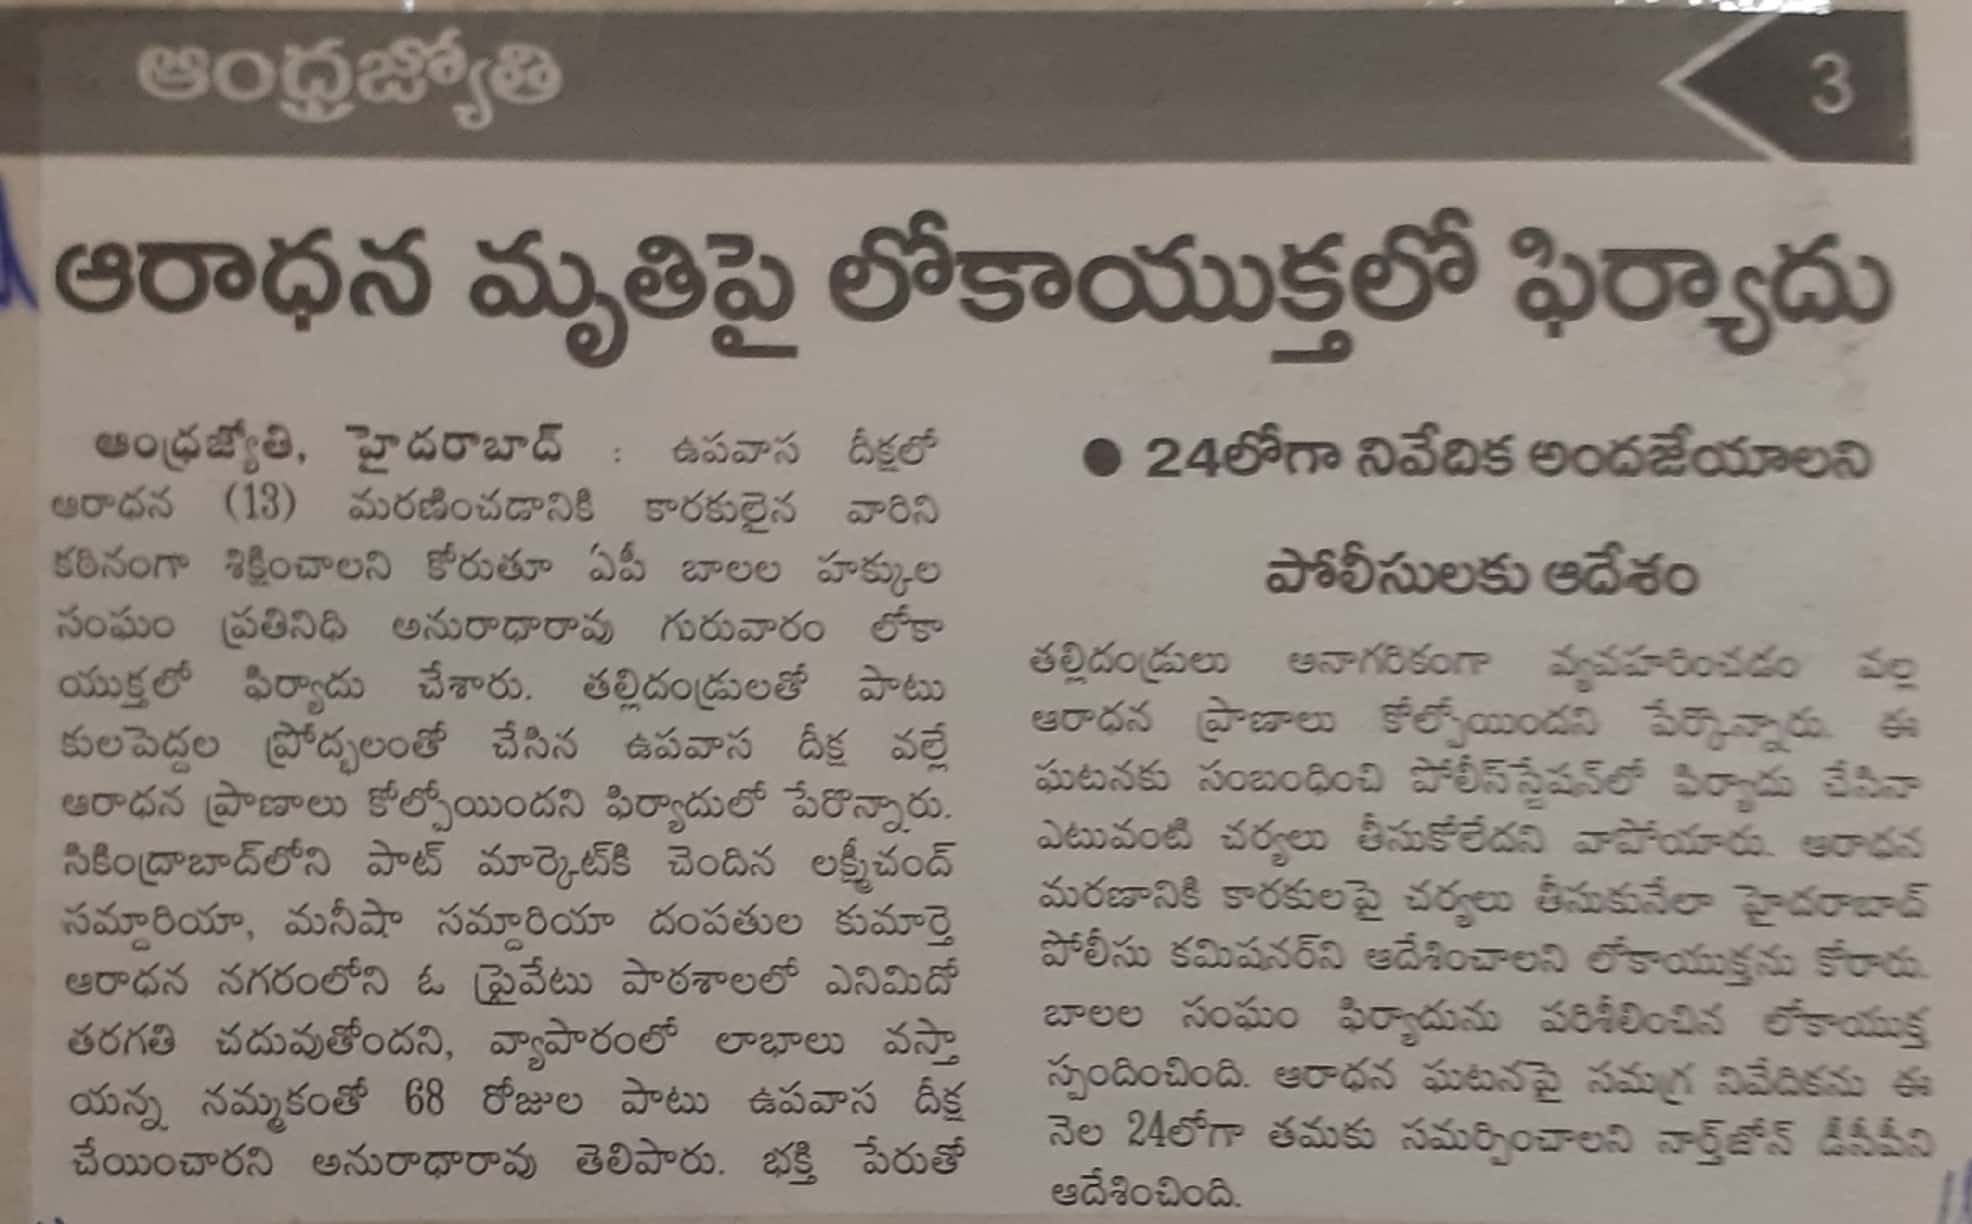 ఆంధ్రజ్యోతి
3
ఆరాధన మృతిపై లోకాయుక్తలో ఫిర్యాదు
ఆంధ్రజ్యోతి, హైదరాబాద్ : ఉపవాస దీక్షలో
ఆరాధన (13) మరణించడానికి కారకులైన వారిని
కఠినంగా శిక్షించాలని కోరుతూ ఏపీ బాలల హక్కుల
సంఘం ప్రతినిధి అనురాధారావు గురువారం లోకా
యుక్తలో ఫిర్యాదు చేశారు. తల్లిదండ్రులతో పాటు
కులపెద్దల ప్రోద్బలంతో చేసిన ఉపవాస దీక్ష వల్లే
ఆరాధన ప్రాణాలు కోల్పోయిందని ఫిర్యాదులో పేరొన్నారు.
సికింద్రాబాద్‌లోని పాట్ మార్కెట్‌కి చెందిన లక్ష్మీచంద్
సమ్దారియా, మనీషా సమ్దారియా దంపతుల కుమార్తె
ఆరాధన నగరంలోని ఓ ప్రైవేటు పాఠశాలలో ఎనిమిదో
తరగతి చదువుతోందని, వ్యాపారంలో లాభాలు వస్తా
యన్న నమ్మకంతో 68 రోజుల పాటు ఉపవాస దీక్ష
చేయించారని అనురాధారావు తెలిపారు. భక్తి పేరుతో
● 24లోగా నివేదిక అందజేయాలని
పోలీసులకు ఆదేశం
తల్లిదండ్రులు అనాగరికంగా వ్యవహరించడం వల్ల
ఆరాధన ప్రాణాలు కోల్పోయిందని పేర్కొన్నారు. ఈ
ఘటనకు సంబంధించి పోలీస్‌స్టేషన్‌లో ఫిర్యాదు చేసినా
ఎటువంటి చర్యలు తీసుకోలేదని వాపోయారు. ఆరాధన
మరణానికి కారకులపై చర్యలు తీసుకునేలా హైదరాబాద్
పోలీసు కమిషనర్‌ని ఆదేశించాలని లోకాయుక్తను కోరారు.
బాలల సంఘం ఫిర్యాదును పరిశీలించిన లోకాయుక్త
స్పందించింది. ఆరాధన ఘటనపై సమగ్ర నివేదికను ఈ
నెల 24లోగా తమకు సమర్పించాలని నార్త్‌జోన్ డీసీపీని
ఆదేశించింది.